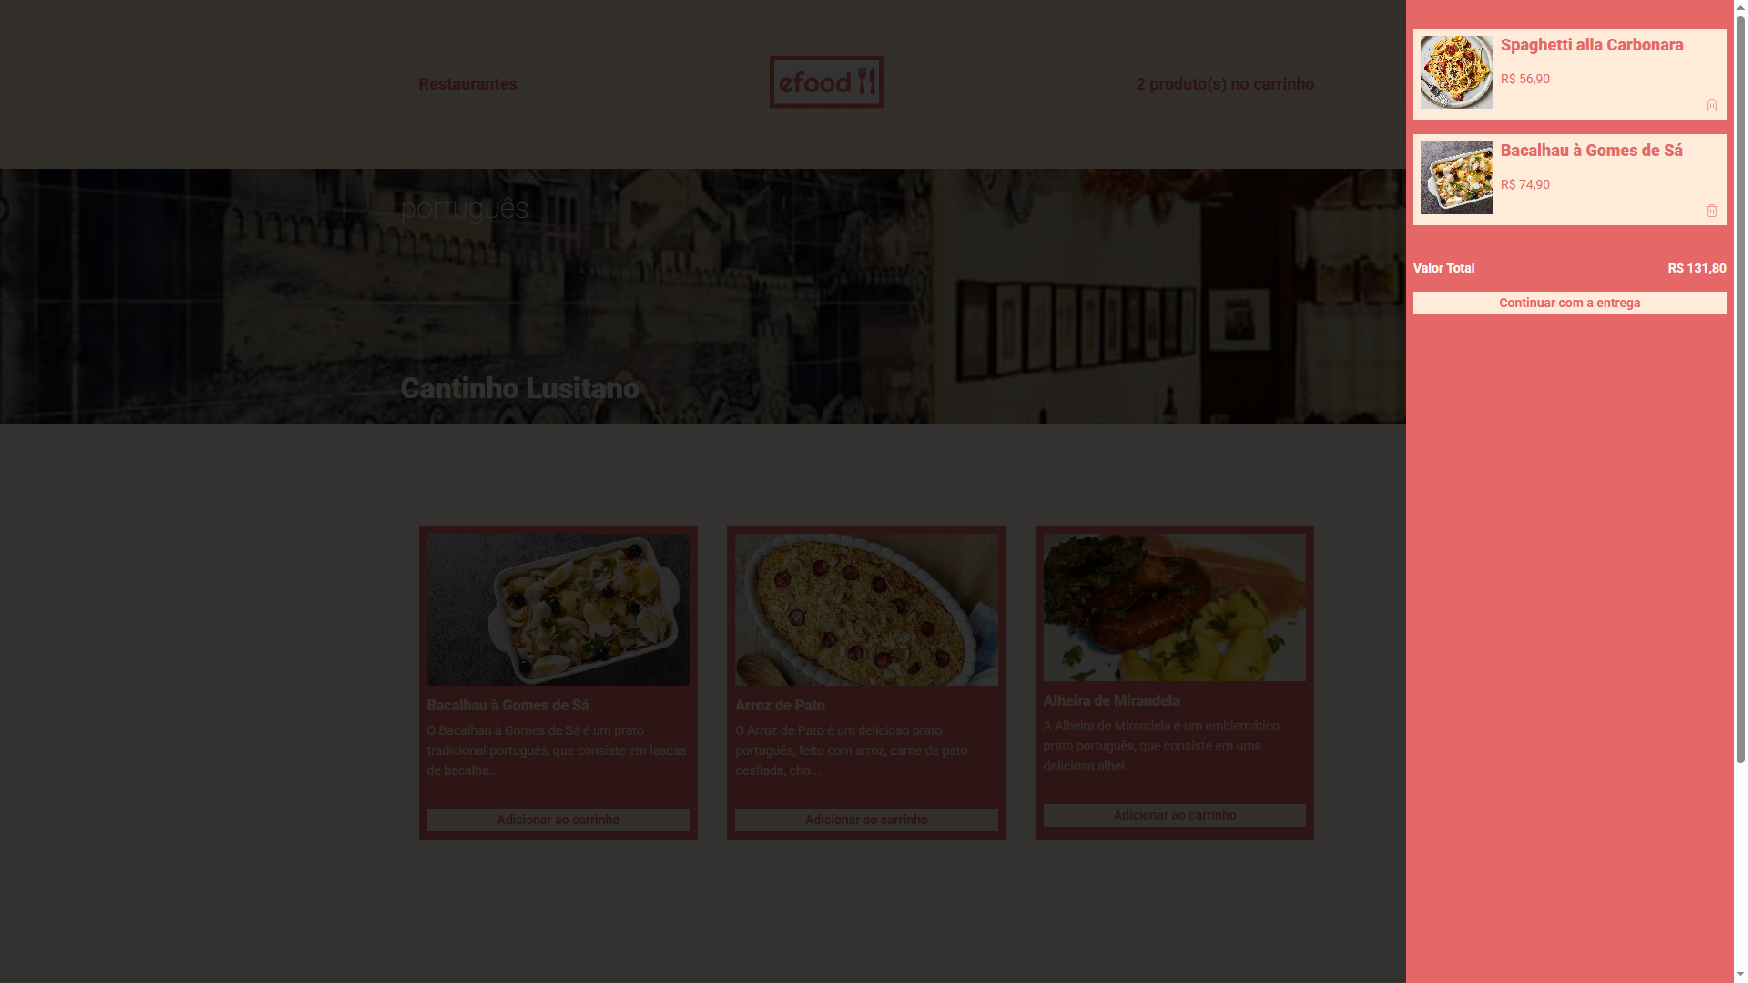 Restaurantes
efood
2 produto(s) no carrinho
português
Cantinho Lusitano
Bacalhau à Gomes de Sá
O Bacalhau à Gomes de Sá é um prato
tradicional português, que consiste em lascas
de bacalha...
Adicionar ao carrinho
Arroz de Pato
O Arroz de Pato é um delicioso prato
português, feito com arroz, carne de pato
desfiada, cho...
Adicionar ao carrinho
Alheira de Mirandela
A Alheira de Mirandela é um emblemático
prato português, que consiste em uma
deliciosa alhei...
Adicionar ao carrinho
Spaghetti alla Carbonara
R$ 56,90
Bacalhau à Gomes de Sá
R$ 74,90
Valor Total
R$ 131,80
Continuar com a entrega